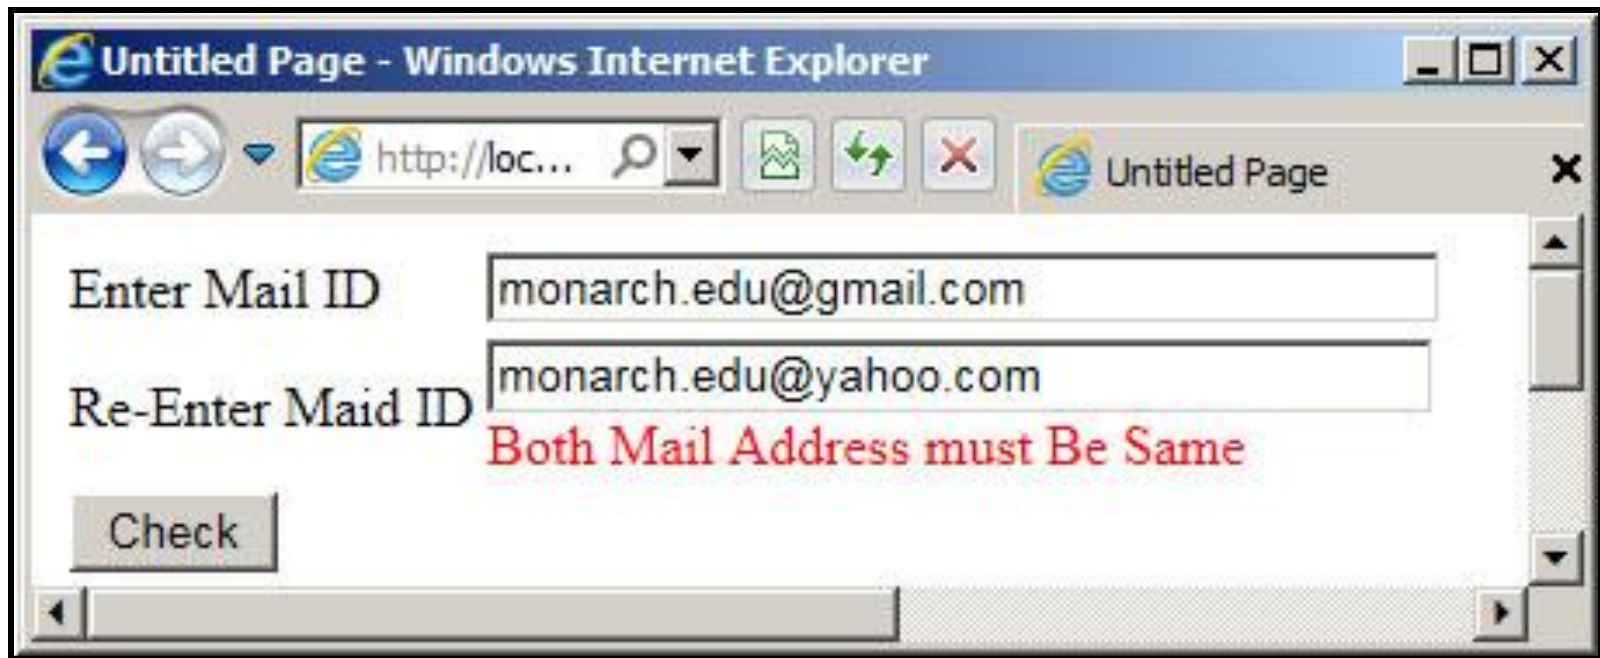 Untitled Page - Windows Internet Explorer
http://loc... Untitled Page
Enter Mail ID monarch.edu@gmail.com
Re-Enter Maid ID monarch.edu@yahoo.com
Both Mail Address must Be Same
Check